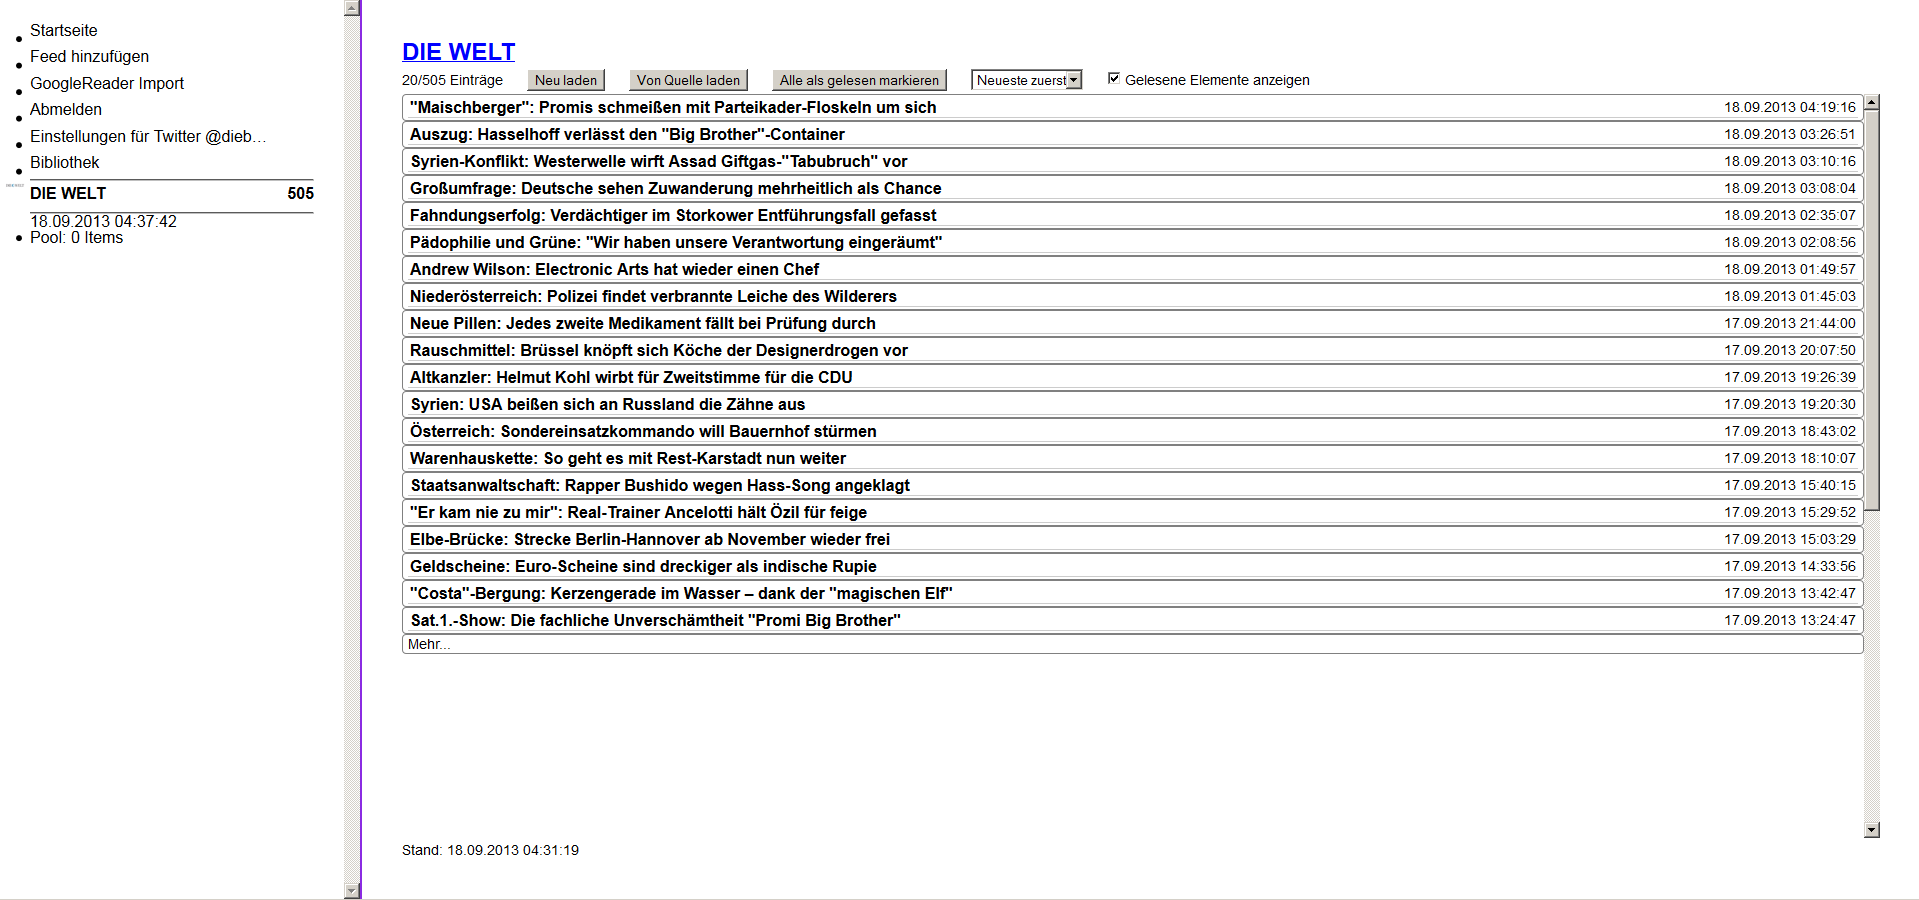 Startseite
Feed hinzufügen
GoogleReader Import
Abmelden
Einstellungen für Twitter @dieb...
Bibliothek
DIE WELT 505
18.09.2013 04:37:42
Pool: 0 Items
DIE WELT
20/505 Einträge Neu laden Von Quelle laden Alle als gelesen markieren Neueste zuerst Gelesene Elemente anzeigen
"Maischberger": Promis schmeißen mit Parteikader-Floskeln um sich 18.09.2013 04:19:16
Auszug: Hasselhoff verlässt den "Big Brother"-Container 18.09.2013 03:26:51
Syrien-Konflikt: Westerwelle wirft Assad Giftgas-"Tabubruch" vor 18.09.2013 03:10:16
Großumfrage: Deutsche sehen Zuwanderung mehrheitlich als Chance 18.09.2013 03:08:04
Fahndungserfolg: Verdächtiger im Storkower Entführungsfall gefasst 18.09.2013 02:35:07
Pädophilie und Grüne: "Wir haben unsere Verantwortung eingeräumt" 18.09.2013 02:08:56
Andrew Wilson: Electronic Arts hat wieder einen Chef 18.09.2013 01:49:57
Niederösterreich: Polizei findet verbrannte Leiche des Wilderers 18.09.2013 01:45:03
Neue Pillen: Jedes zweite Medikament fällt bei Prüfung durch 17.09.2013 21:44:00
Rauschmittel: Brüssel knöpft sich Köche der Designerdrogen vor 17.09.2013 20:07:50
Altkanzler: Helmut Kohl wirbt für Zweitstimme für die CDU 17.09.2013 19:26:39
Syrien: USA beißen sich an Russland die Zähne aus 17.09.2013 19:20:30
Österreich: Sondereinsatzkommando will Bauernhof stürmen 17.09.2013 18:43:02
Warenhauskette: So geht es mit Rest-Karstadt nun weiter 17.09.2013 18:10:07
Staatsanwaltschaft: Rapper Bushido wegen Hass-Song angeklagt 17.09.2013 15:40:15
"Er kam nie zu mir": Real-Trainer Ancelotti hält Özil für feige 17.09.2013 15:29:52
Elbe-Brücke: Strecke Berlin-Hannover ab November wieder frei 17.09.2013 15:03:29
Geldscheine: Euro-Scheine sind dreckiger als indische Rupie 17.09.2013 14:33:56
"Costa"-Bergung: Kerzengerade im Wasser – dank der "magischen Elf" 17.09.2013 13:42:47
Sat.1.-Show: Die fachliche Unverschämtheit "Promi Big Brother" 17.09.2013 13:24:47
Mehr...
Stand: 18.09.2013 04:31:19